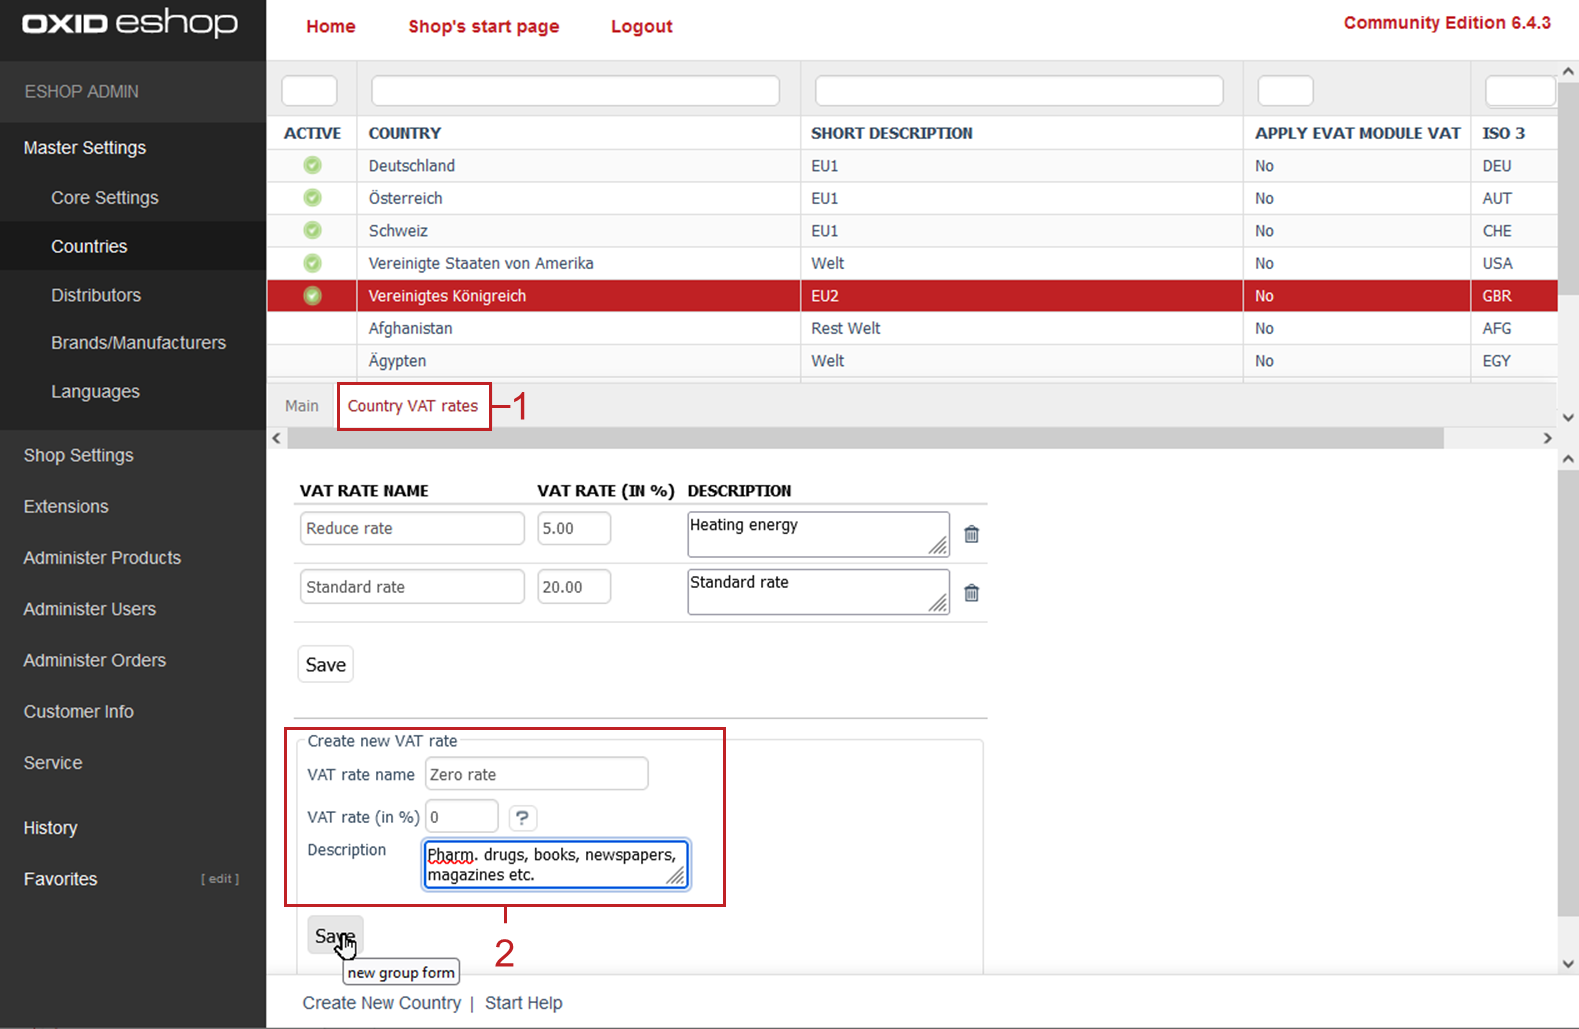 OXID eshop
Home
Shop's start page
Logout
Community Edition 6.4.3
ESHOP ADMIN
Master Settings
Core Settings
Countries
Distributors
Brands/Manufacturers
Languages
Shop Settings
Extensions
Administer Products
Administer Users
Administer Orders
Customer Info
Service
History
Favorites [ edit ]
ACTIVE COUNTRY SHORT DESCRIPTION APPLY EVAT MODULE VAT ISO 3
Deutschland EU1 No DEU
Österreich EU1 No AUT
Schweiz EU1 No CHE
Vereinigte Staaten von Amerika Welt No USA
Vereinigtes Königreich EU2 No GBR
Afghanistan Rest Welt No AFG
Ägypten Welt No EGY
Main Country VAT rates 1
VAT RATE NAME VAT RATE (IN %) DESCRIPTION
Reduce rate 5.00 Heating energy
Standard rate 20.00 Standard rate
Save
Create new VAT rate
VAT rate name Zero rate
VAT rate (in %) 0 ?
Description Pharm. drugs, books, newspapers,
magazines etc.
2
Save
new group form
Create New Country | Start Help